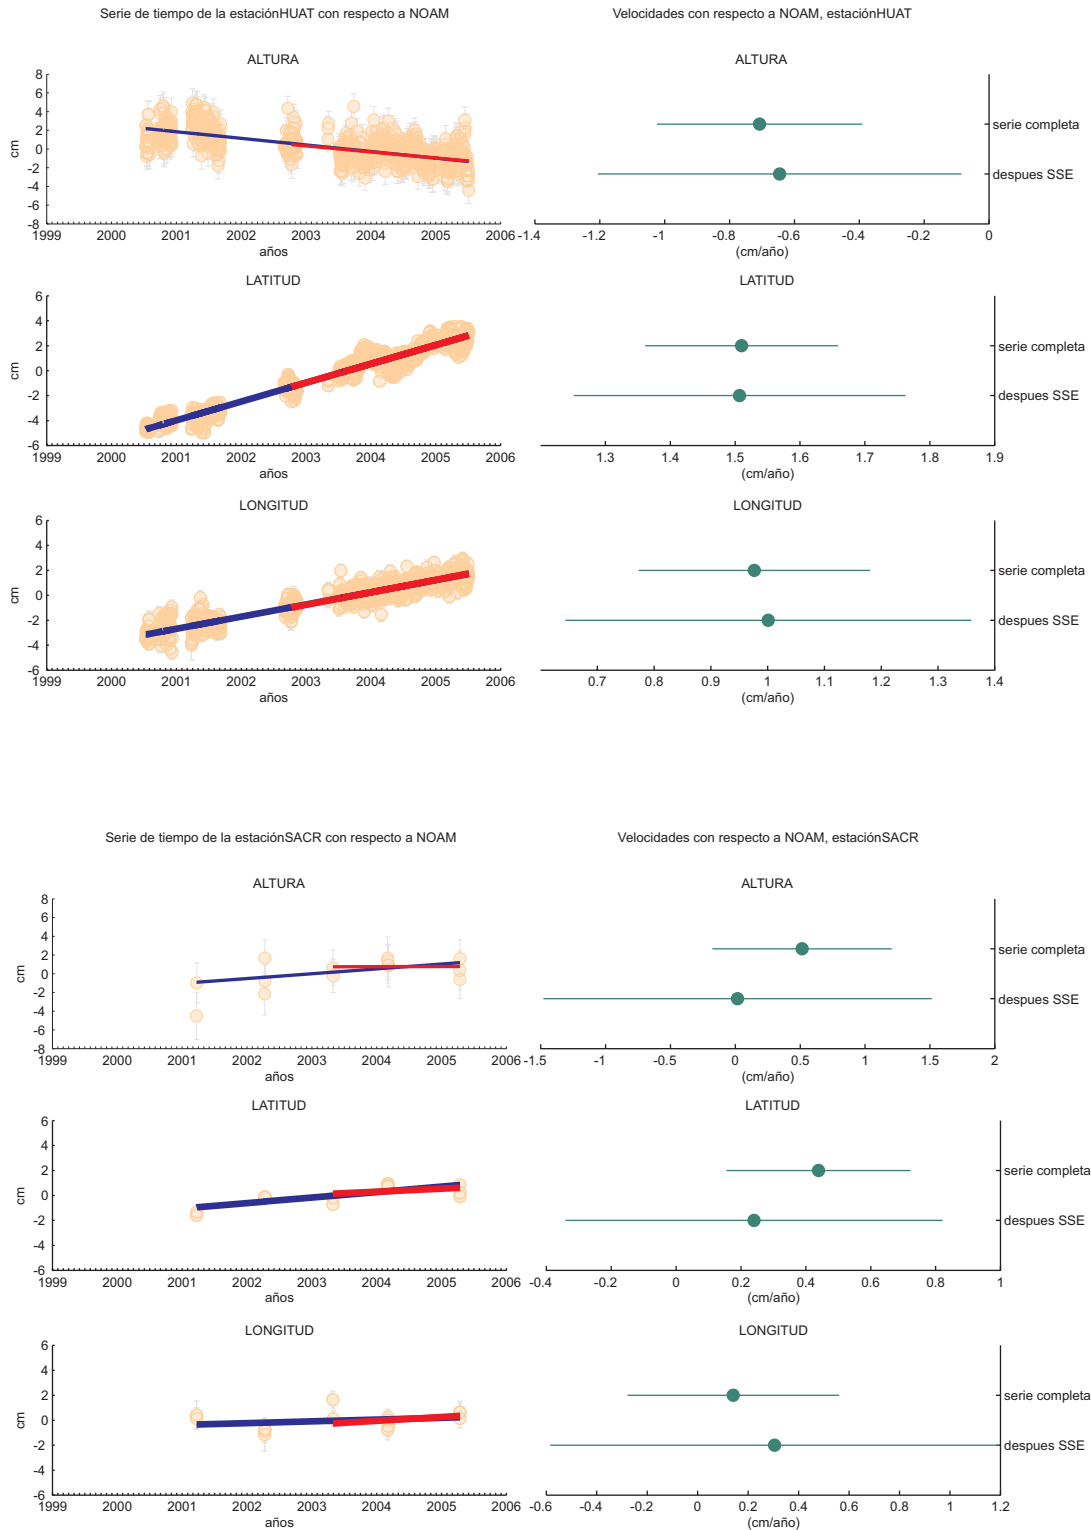 Serie de tiempo de la estaciónHUAT con respecto a NOAM
Velocidades con respecto a NOAM, estaciónHUAT
ALTURA
8
6
4
2
0
-2
-4
-6
-8
cm
1999 2000 2001 2002 2003 2004 2005 2006
años
ALTURA
serie completa
despues SSE
-1.4 -1.2 -1 -0.8 -0.6 -0.4 -0.2 0
(cm/año)
LATITUD
6
4
2
0
-2
-4
-6
cm
1999 2000 2001 2002 2003 2004 2005 2006
años
LATITUD
serie completa
despues SSE
1.3 1.4 1.5 1.6 1.7 1.8 1.9
(cm/año)
LONGITUD
6
4
2
0
-2
-4
-6
cm
1999 2000 2001 2002 2003 2004 2005 2006
años
LONGITUD
serie completa
despues SSE
0.7 0.8 0.9 1 1.1 1.2 1.3 1.4
(cm/año)
Serie de tiempo de la estaciónSACR con respecto a NOAM
Velocidades con respecto a NOAM, estaciónSACR
ALTURA
8
6
4
2
0
-2
-4
-6
-8
cm
1999 2000 2001 2002 2003 2004 2005 2006
años
ALTURA
serie completa
despues SSE
-1.5 -1 -0.5 0 0.5 1 1.5 2
(cm/año)
LATITUD
6
4
2
0
-2
-4
-6
cm
1999 2000 2001 2002 2003 2004 2005 2006
años
LATITUD
serie completa
despues SSE
-0.4 -0.2 0 0.2 0.4 0.6 0.8 1
(cm/año)
LONGITUD
6
4
2
0
-2
-4
-6
cm
1999 2000 2001 2002 2003 2004 2005 2006
años
LONGITUD
serie completa
despues SSE
-0.6 -0.4 -0.2 0 0.2 0.4 0.6 0.8 1 1.2
(cm/año)